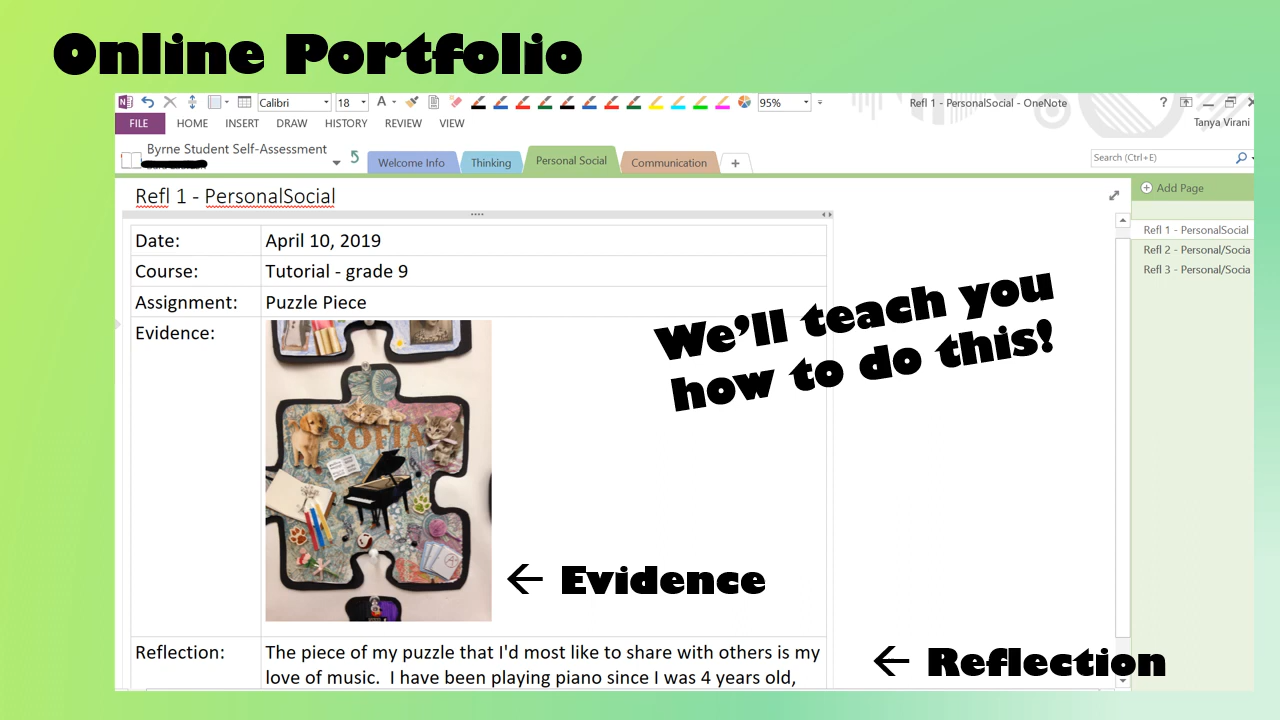 Online Portfolio
Calibri 18 A 95% Refl 1 - PersonalSocial - OneNote ?
FILE HOME INSERT DRAW HISTORY REVIEW VIEW Tanya Virani
Byrne Student Self-Assessment
Welcome Info Thinking Personal Social Communication + Search (Ctrl+E)
Refl 1 - PersonalSocial
Add Page
Date: April 10, 2019
Course: Tutorial - grade 9
Assignment: Puzzle Piece
Evidence:
SOFIA
Refl 1 - PersonalSocial
Refl 2 - Personal/Socia
Refl 3 - Personal/Socia
We'll teach you
how to do this!
← Evidence
Reflection: The piece of my puzzle that I'd most like to share with others is my
love of music. I have been playing piano since I was 4 years old,
← Reflection